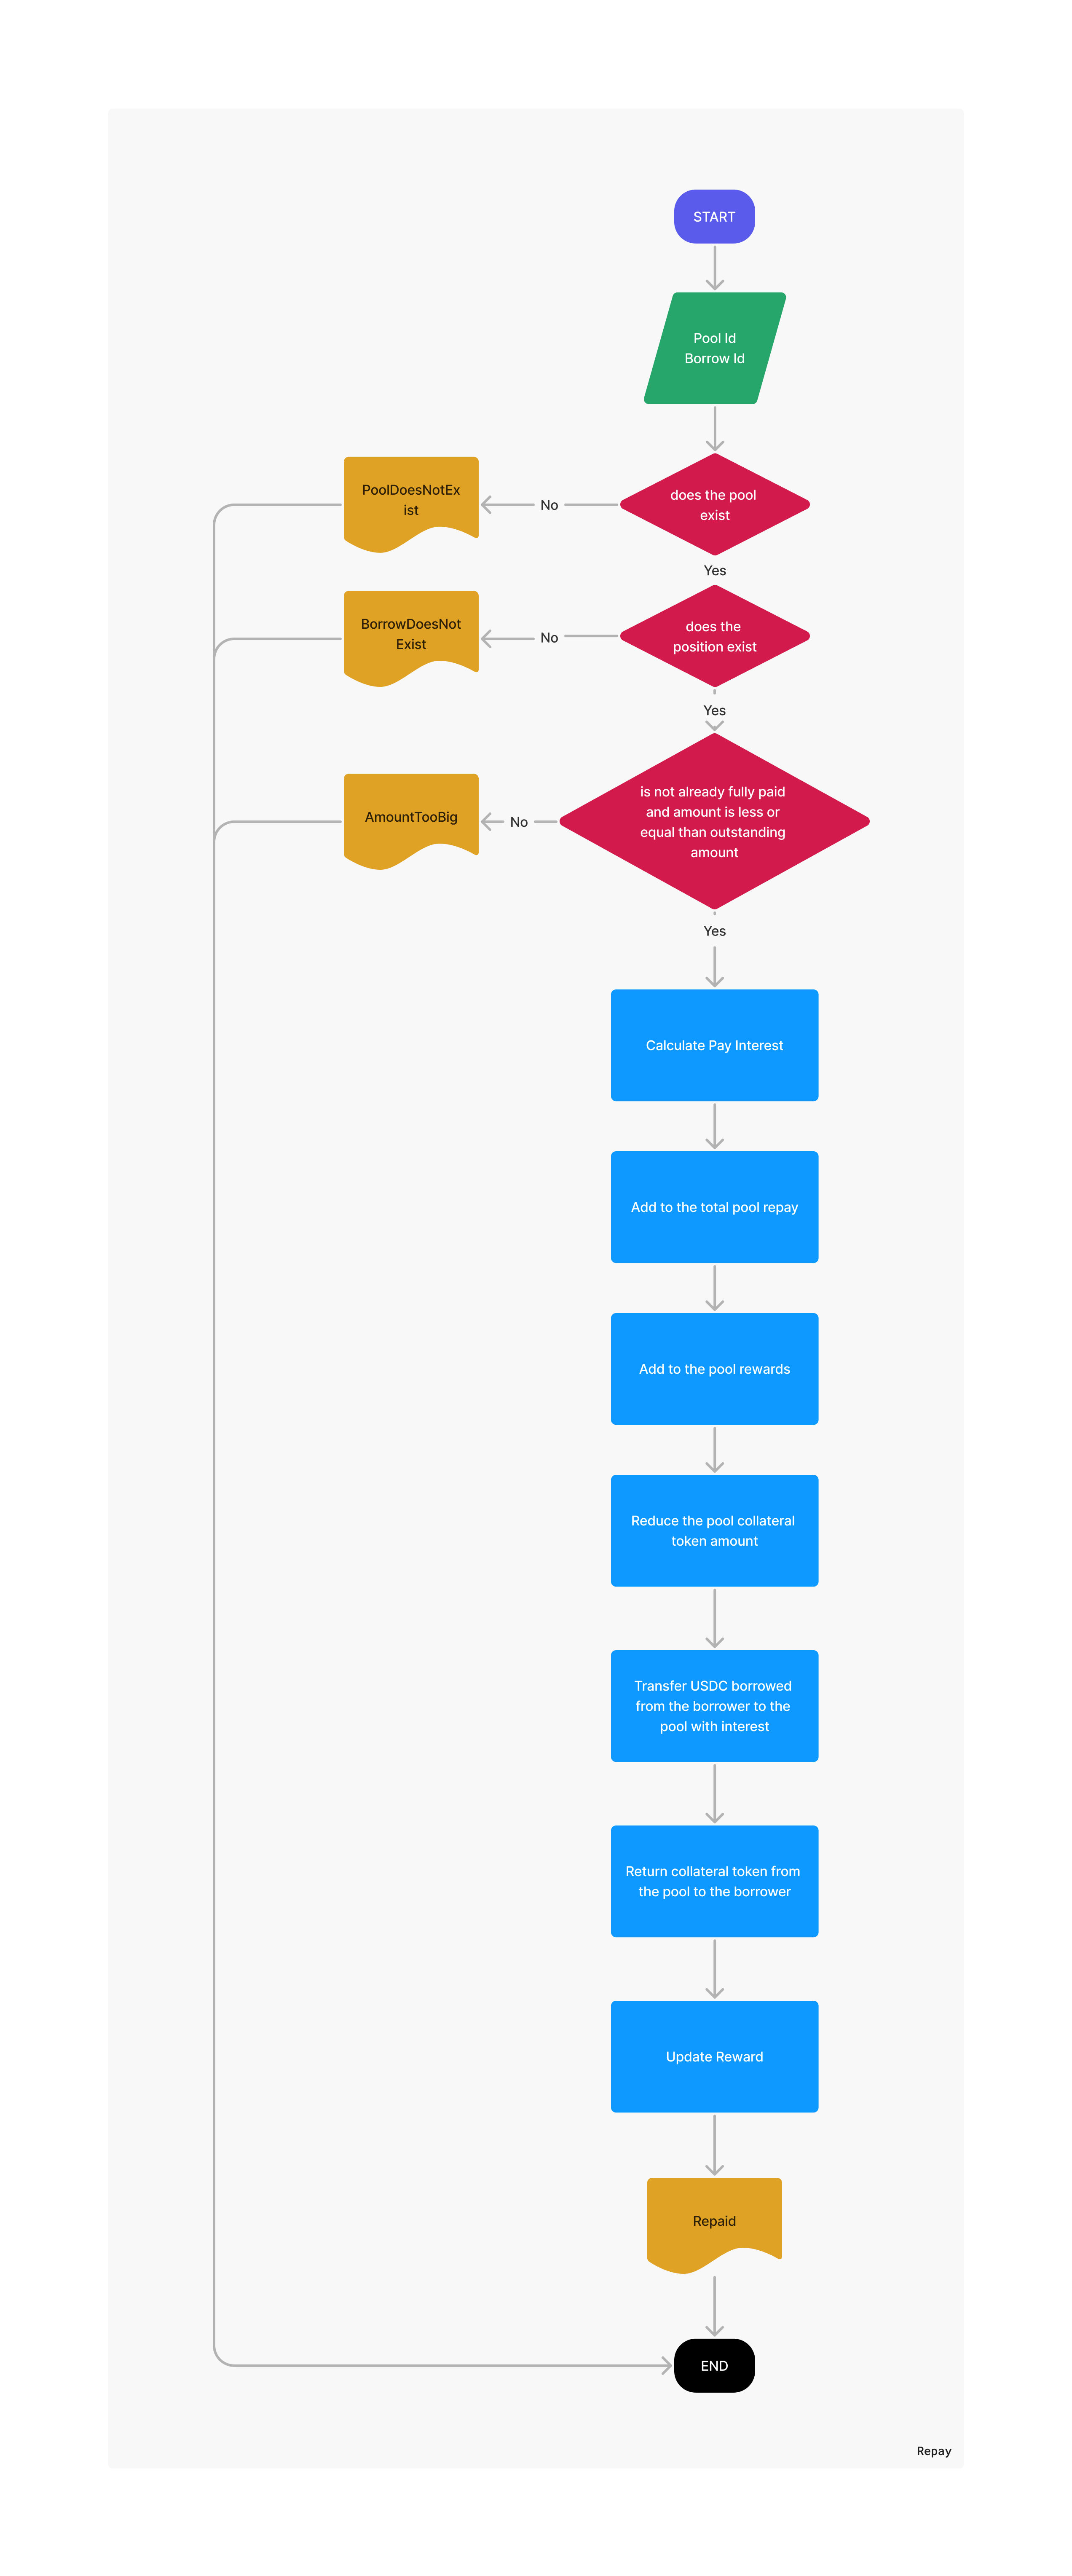 START
Pool Id
Borrow Id
does the pool
exist
No
PoolDoesNotEx
ist
Yes
does the
position exist
No
BorrowDoesNot
Exist
Yes
is not already fully paid
and amount is less or
equal than outstanding
amount
No
AmountTooBig
Yes
Calculate Pay Interest
Add to the total pool repay
Add to the pool rewards
Reduce the pool collateral
token amount
Transfer USDC borrowed
from the borrower to the
pool with interest
Return collateral token from
the pool to the borrower
Update Reward
Repaid
END
Repay